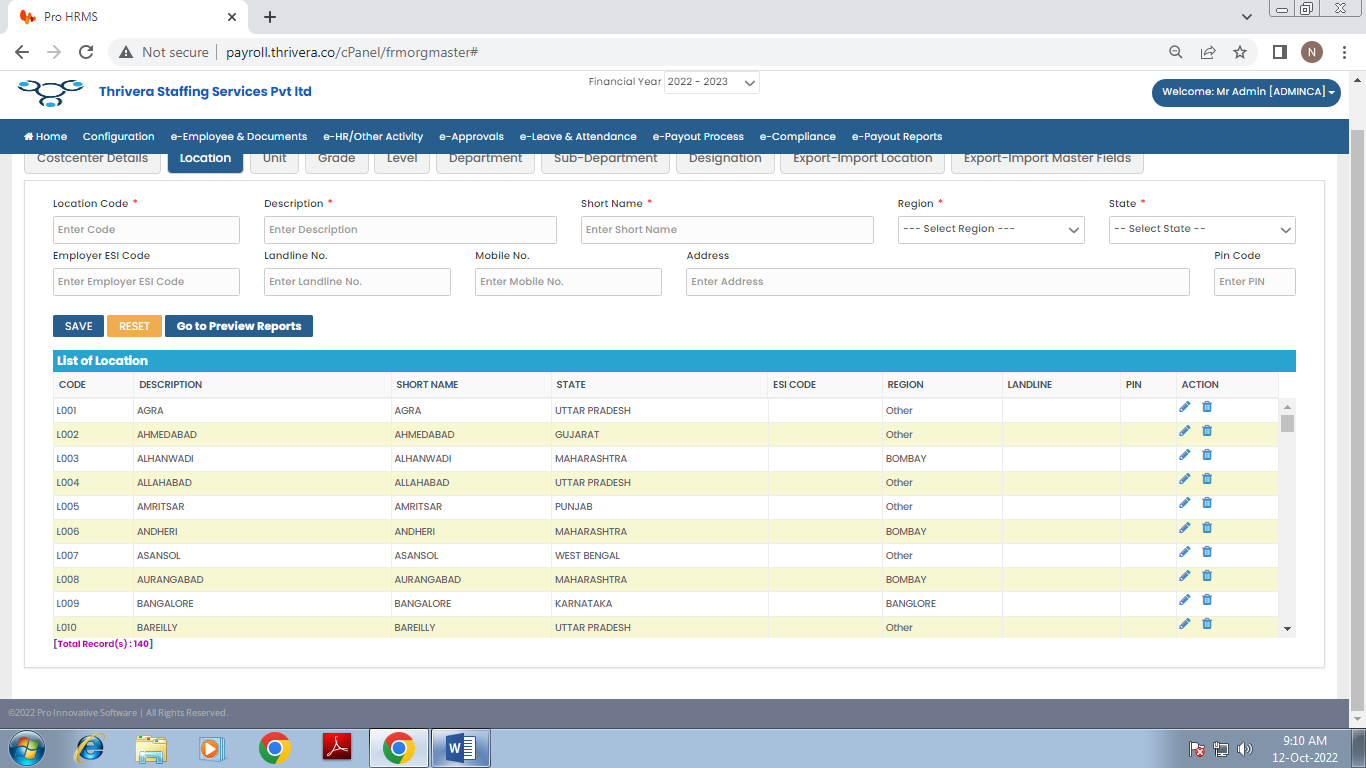 Pro HRMS
Not secure | payroll.thrivera.co/cPanel/frmorgmaster#
N
Thrivera Staffing Services Pvt ltd
Financial Year 2022 - 2023
Welcome: Mr Admin [ADMINCA]
Home Configuration e-Employee & Documents e-HR/Other Activity e-Approvals e-Leave & Attendance e-Payout Process e-Compliance e-Payout Reports
Costcenter Details Location Unit Grade Level Department Sub-Department Designation Export-Import Location Export-Import Master Fields
Location Code * Description * Short Name * Region * State *
Enter Code Enter Description Enter Short Name --- Select Region --- -- Select State --
Employer ESI Code Landline No. Mobile No. Address Pin Code
Enter Employer ESI Code Enter Landline No. Enter Mobile No. Enter Address Enter PIN
SAVE RESET Go to Preview Reports
List of Location
CODE DESCRIPTION SHORT NAME STATE ESI CODE REGION LANDLINE PIN ACTION
L001 AGRA AGRA UTTAR PRADESH Other
L002 AHMEDABAD AHMEDABAD GUJARAT Other
L003 ALHANWADI ALHANWADI MAHARASHTRA BOMBAY
L004 ALLAHABAD ALLAHABAD UTTAR PRADESH Other
L005 AMRITSAR AMRITSAR PUNJAB Other
L006 ANDHERI ANDHERI MAHARASHTRA BOMBAY
L007 ASANSOL ASANSOL WEST BENGAL Other
L008 AURANGABAD AURANGABAD MAHARASHTRA BOMBAY
L009 BANGALORE BANGALORE KARNATAKA BANGLORE
L010 BAREILLY BAREILLY UTTAR PRADESH Other
[Total Record(s) : 140]
©2022 Pro Innovative Software | All Rights Reserved.
9:10 AM
12-Oct-2022